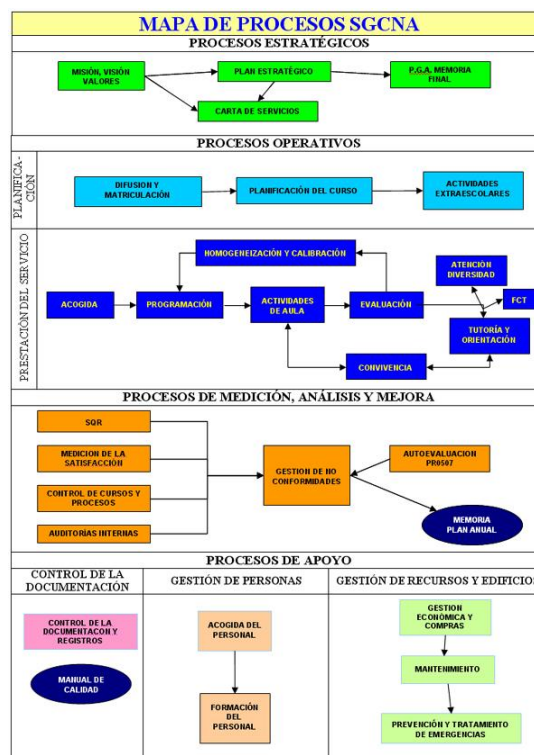 MAPA DE PROCESOS SGCNA
PROCESOS ESTRATÉGICOS
MISIÓN, VISIÓN
VALORES
PLAN ESTRATÉGICO
P.G.A. MEMORIA
FINAL
CARTA DE SERVICIOS
PROCESOS OPERATIVOS
PLANIFICA-
CIÓN
DIFUSION Y
MATRICULACIÓN
PLANIFICACIÓN DEL CURSO
ACTIVIDADES
EXTRAESCOLARES
PRESTACIÓN DEL SERVICIO
HOMOGENEIZACIÓN Y CALIBRACIÓN
ATENCIÓN
DIVERSIDAD
ACOGIDA
PROGRAMACIÓN
ACTIVIDADES
DE AULA
EVALUACIÓN
FCT
TUTORÍA Y
ORIENTACIÓN
CONVIVENCIA
PROCESOS DE MEDICIÓN, ANÁLISIS Y MEJORA
SQR
MEDICION DE LA
SATISFACCIÓN
CONTROL DE CURSOS Y
PROCESOS
AUDITORÍAS INTERNAS
GESTION DE NO
CONFORMIDADES
AUTOEVALUACION
PR0507
MEMORIA
PLAN ANUAL
PROCESOS DE APOYO
CONTROL DE LA
DOCUMENTACIÓN
CONTROL DE LA
DOCUMENTACON Y
REGISTROS
MANUAL DE
CALIDAD
GESTIÓN DE PERSONAS
ACOGIDA DEL
PERSONAL
FORMACIÓN
DEL
PERSONAL
GESTIÓN DE RECURSOS Y EDIFICIOS
GESTION
ECONÓMICA Y
COMPRAS
MANTENIMIENTO
PREVENCIÓN Y TRATAMIENTO
DE EMERGENCIAS